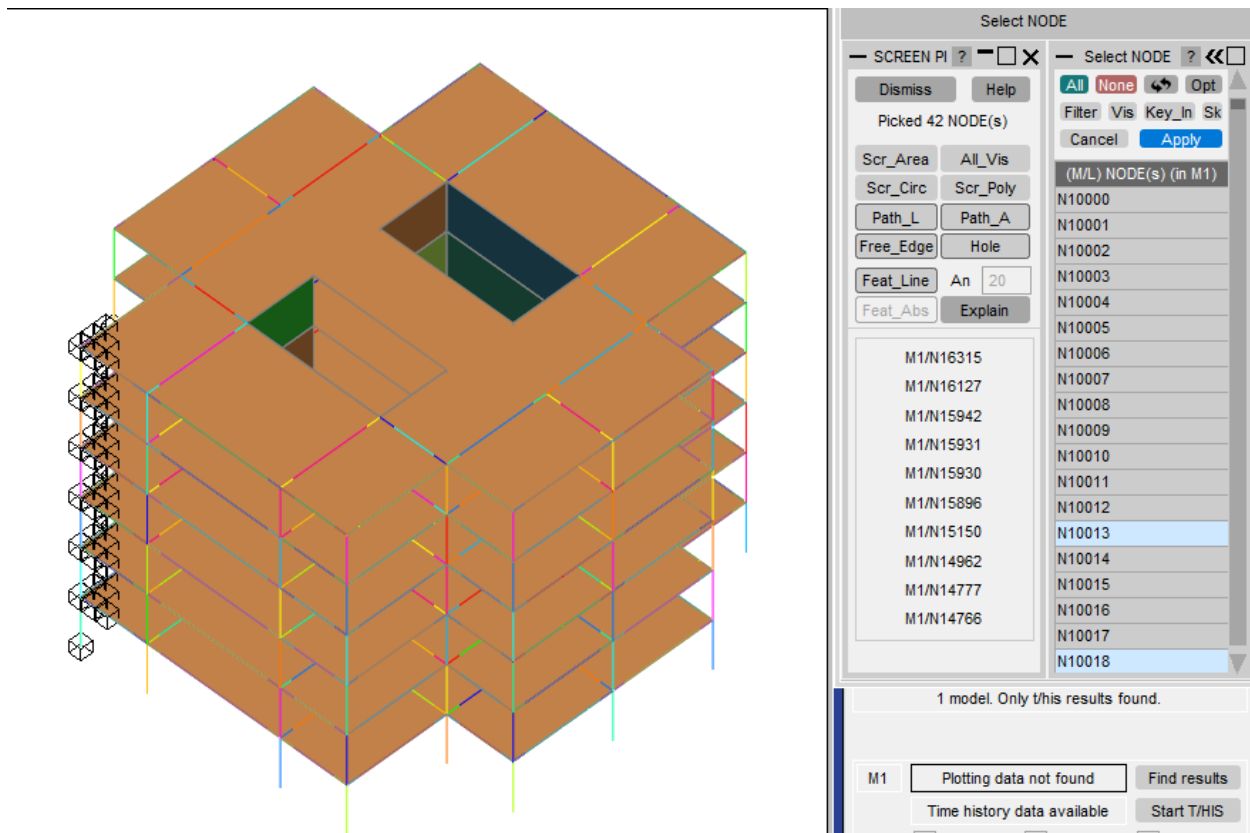 Select NODE
SCREEN PI ?
Dismiss Help
Picked 42 NODE(s)
Scr_Area All_Vis
Scr_Circ Scr_Poly
Path_L Path_A
Free_Edge Hole
Feat_Line An 20
Feat_Abs Explain
M1/N16315
M1/N16127
M1/N15942
M1/N15931
M1/N15930
M1/N15896
M1/N15150
M1/N14962
M1/N14777
M1/N14766
Select NODE ?
All None Opt
Filter Vis Key_In Sk
Cancel Apply
(M/L) NODE(s) (in M1)
N10000
N10001
N10002
N10003
N10004
N10005
N10006
N10007
N10008
N10009
N10010
N10011
N10012
N10013
N10014
N10015
N10016
N10017
N10018
1 model. Only t/his results found.
M1 Plotting data not found Find results
Time history data available Start T/HIS